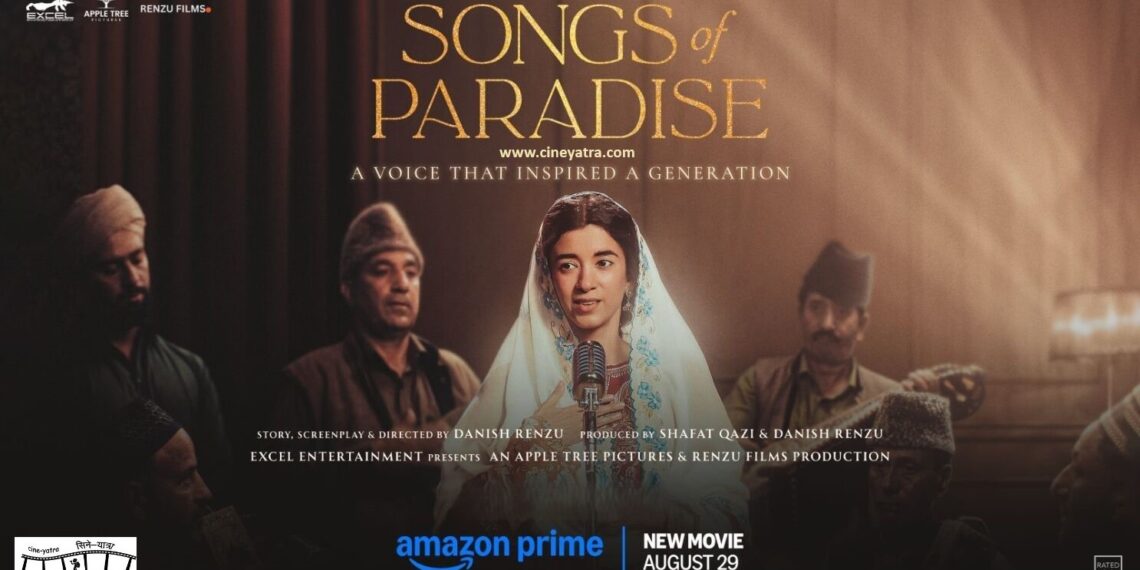 EXCEL
APPLE TREE
PICTURES
RENZU FILMS
SONGS of
PARADISE
www.cineyatra.com
A VOICE THAT INSPIRED A GENERATION
STORY, SCREENPLAY & DIRECTED BY DANISH RENZU PRODUCED BY SHAFAT QAZI & DANISH RENZU
EXCEL ENTERTAINMENT PRESENTS AN APPLE TREE PICTURES & RENZU FILMS PRODUCTION
amazon prime
NEW MOVIE
AUGUST 29
cine-yatra सिने-यात्रा
RATED